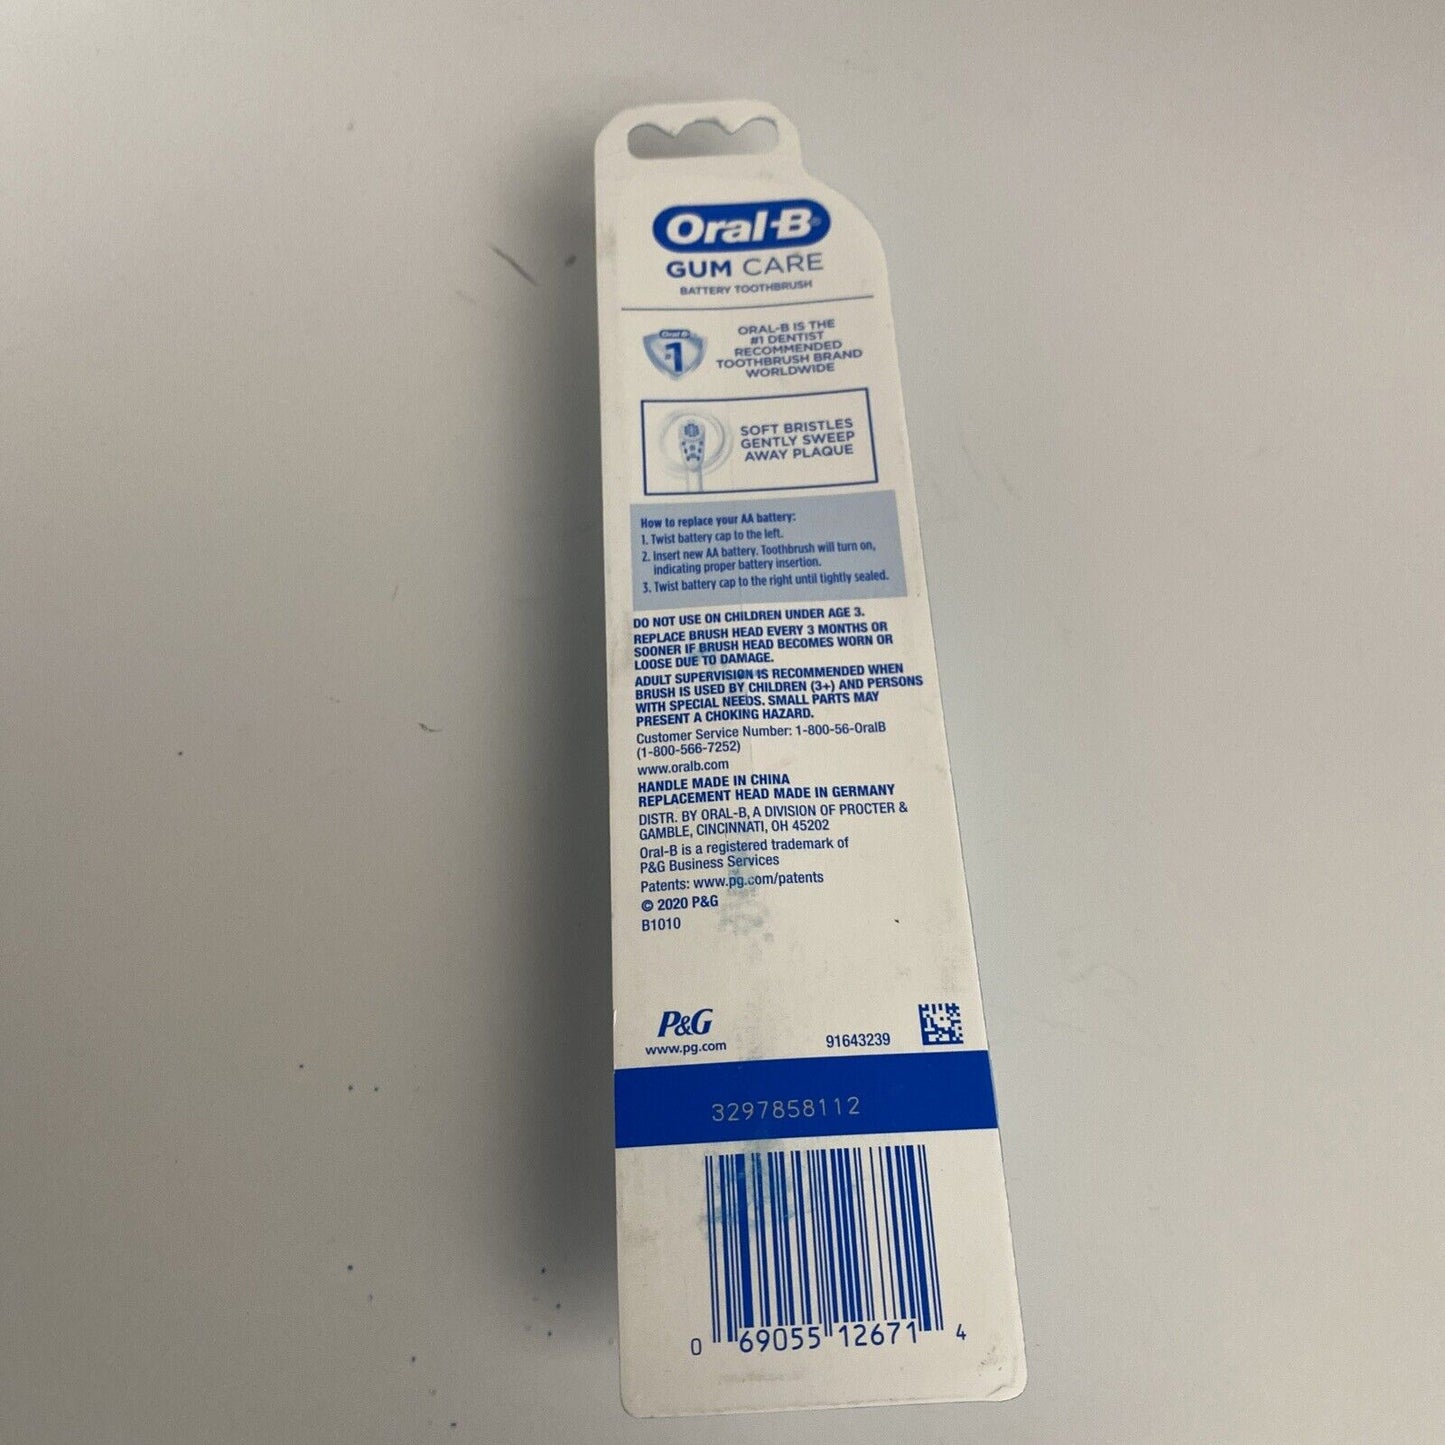 Oral-B®
GUM CARE
BATTERY TOOTHBRUSH
Oral-B
#1
ORAL-B IS THE
#1 DENTIST
RECOMMENDED
TOOTHBRUSH BRAND
WORLDWIDE
SOFT BRISTLES
GENTLY SWEEP
AWAY PLAQUE
How to replace your AA battery:
1. Twist battery cap to the left.
2. Insert new AA battery. Toothbrush will turn on,
indicating proper battery insertion.
3. Twist battery cap to the right until tightly sealed.
DO NOT USE ON CHILDREN UNDER AGE 3.
REPLACE BRUSH HEAD EVERY 3 MONTHS OR
SOONER IF BRUSH HEAD BECOMES WORN OR
LOOSE DUE TO DAMAGE.
ADULT SUPERVISION IS RECOMMENDED WHEN
BRUSH IS USED BY CHILDREN (3+) AND PERSONS
WITH SPECIAL NEEDS. SMALL PARTS MAY
PRESENT A CHOKING HAZARD.
Customer Service Number: 1-800-56-OralB
(1-800-566-7252)
www.oralb.com
HANDLE MADE IN CHINA
REPLACEMENT HEAD MADE IN GERMANY
DISTR. BY ORAL-B, A DIVISION OF PROCTER &
GAMBLE, CINCINNATI, OH 45202
Oral-B is a registered trademark of
P&G Business Services
Patents: www.pg.com/patents
© 2020 P&G
B1010
P&G
www.pg.com
91643239
3297858112
0 69055 12671 4